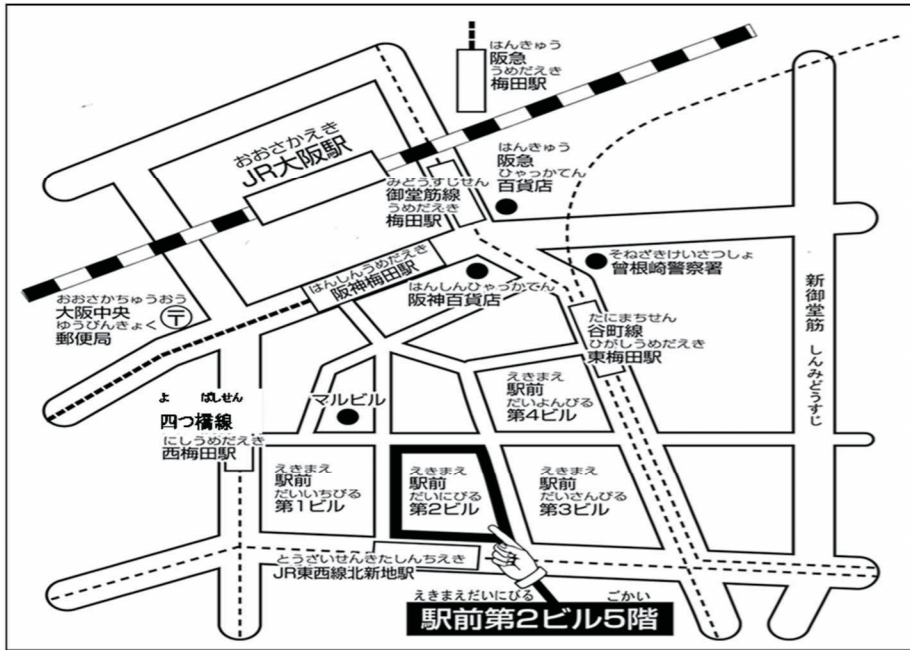 はんきゅう
阪急
うめだえき
梅田駅
おおさかえき
JR大阪駅
はんきゅう
阪急
ひゃっかてん
百貨店
みどうすじせん
御堂筋線
うめだえき
梅田駅
そねざきけいさつしょ
曾根崎警察署
はんしんうめだえき
阪神梅田駅
はんしんひゃっかてん
阪神百貨店
おおさかちゅうおう
大阪中央
ゆうびんきょく
郵便局
〒
新御堂筋 しんみどうすじ
たにまちせん
谷町線
ひがしうめだえき
東梅田駅
えきまえ
駅前
だいよんびる
第4ビル
マルビル
よ ばしせん
四つ橋線
にしうめだえき
西梅田駅
えきまえ
駅前
だいいちびる
第1ビル
えきまえ
駅前
だいにびる
第2ビル
えきまえ
駅前
だいさんびる
第3ビル
とうざいせんきたしんちえき
JR東西線北新地駅
えきまえだいにびる ごかい
駅前第2ビル5階